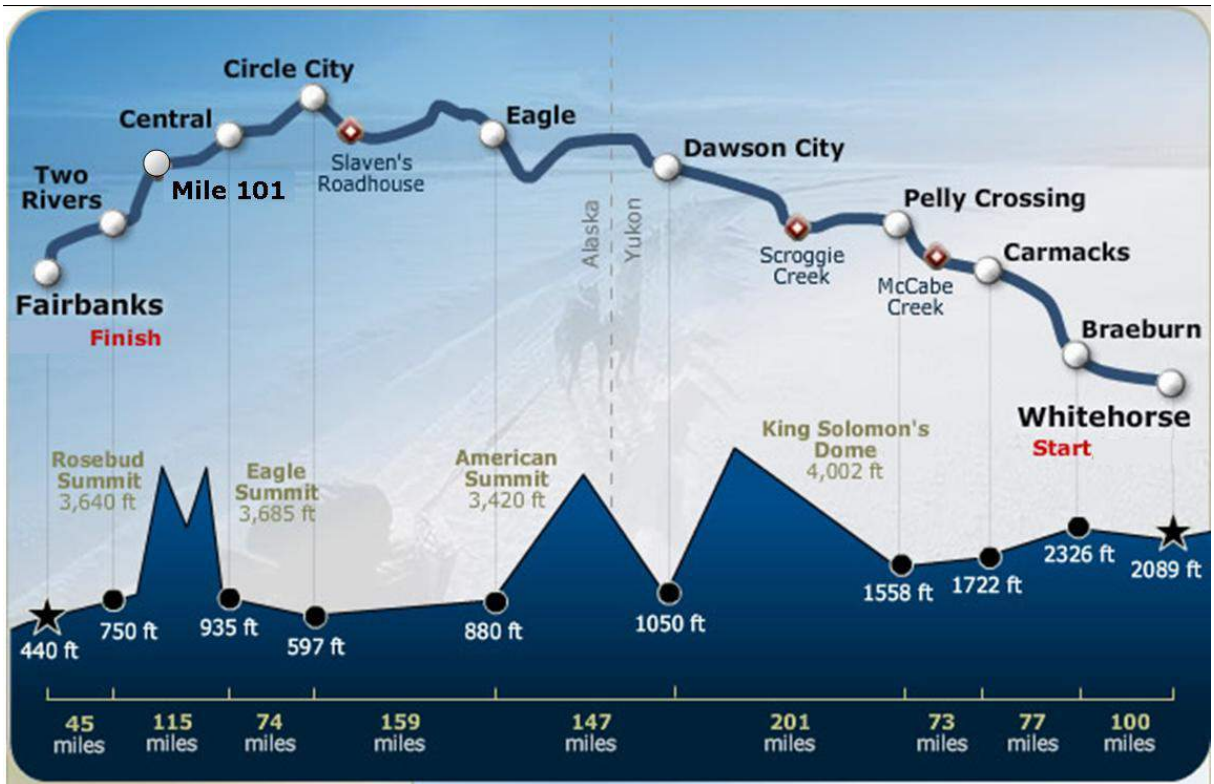 Circle City
Central
Eagle
Slaven's
Roadhouse
Two
Rivers
Mile 101
Dawson City
Alaska
Yukon
Pelly Crossing
Scroggie
Creek
McCabe
Creek
Carmacks
Fairbanks
Finish
Braeburn
Whitehorse
Start
Rosebud
Summit
3,640 ft
Eagle
Summit
3,685 ft
American
Summit
3,420 ft
King Solomon's
Dome
4,002 ft
440 ft
750 ft
935 ft
597 ft
880 ft
1050 ft
1558 ft
1722 ft
2326 ft
2089 ft
45
miles
115
miles
74
miles
159
miles
147
miles
201
miles
73
miles
77
miles
100
miles